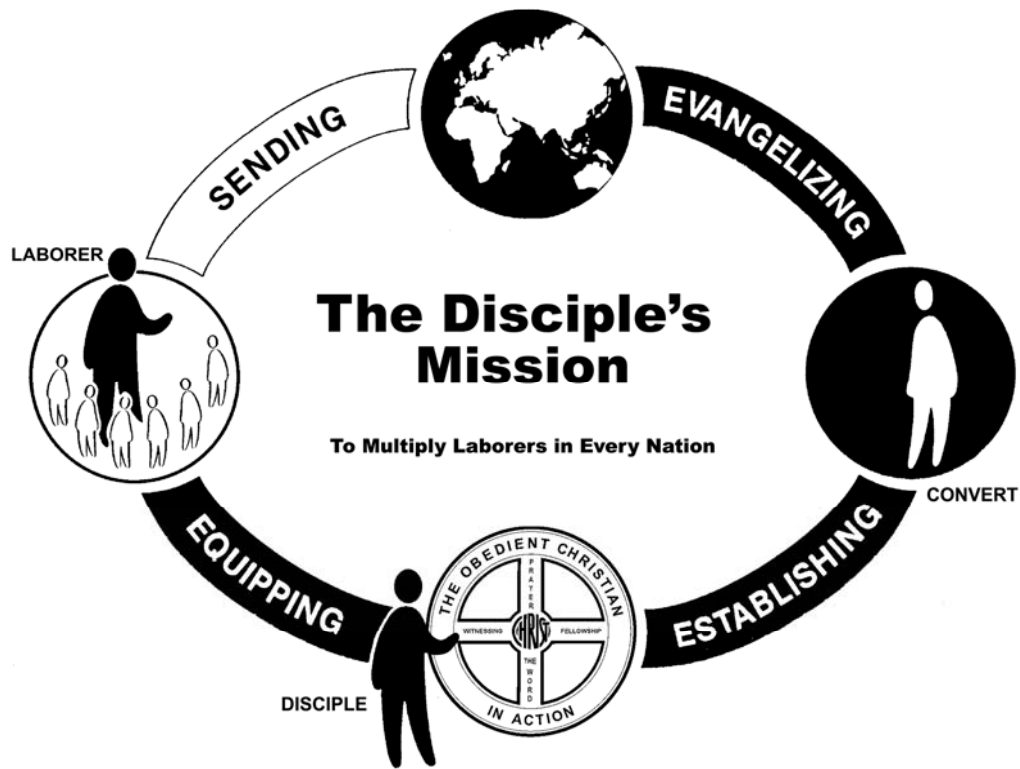 SENDING
EVANGELIZING
LABORER
The Disciple's
Mission
To Multiply Laborers in Every Nation
CONVERT
EQUIPPING
ESTABLISHING
THE OBEDIENT CHRISTIAN
PRAYER
WITNESSING
CHRIST
FELLOWSHIP
THE
WORD
IN ACTION
DISCIPLE